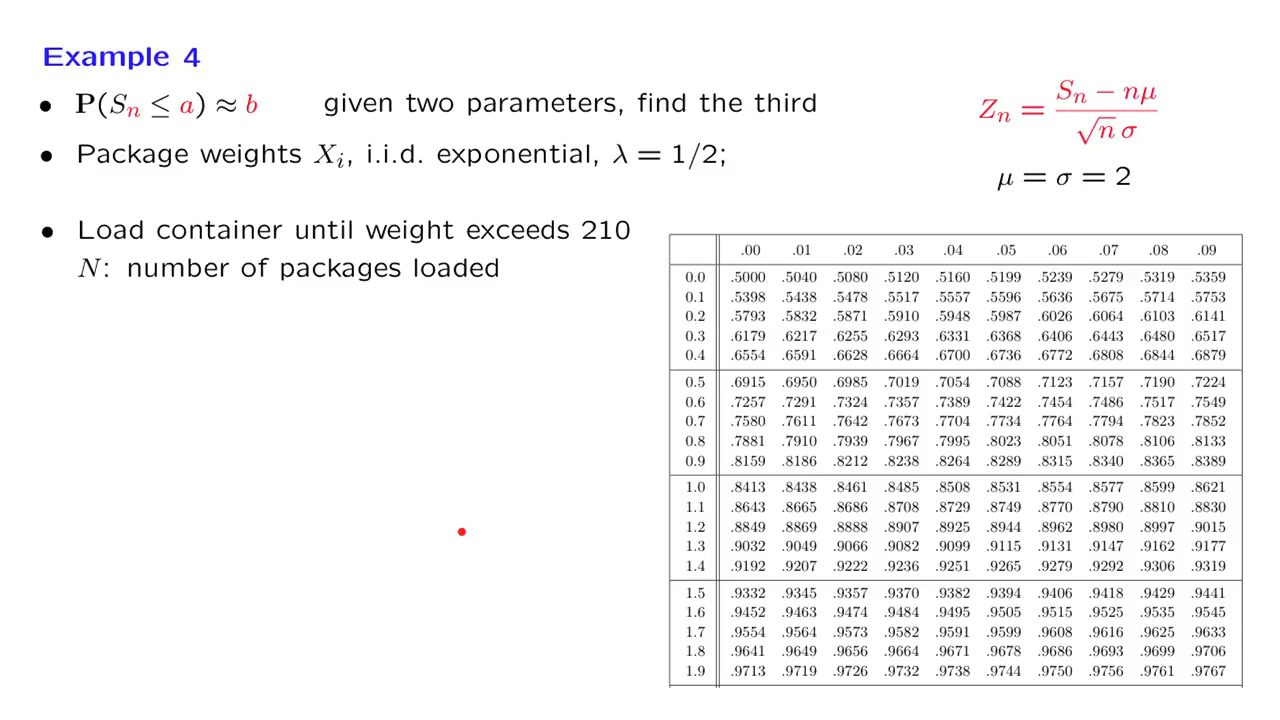 Example 4
• P(Sₙ ≤ a) ≈ b given two parameters, find the third
• Package weights Xᵢ, i.i.d. exponential, λ = 1/2;
Zₙ = (Sₙ − nμ) / (√n σ)
μ = σ = 2
• Load container until weight exceeds 210
N: number of packages loaded
.00 .01 .02 .03 .04 .05 .06 .07 .08 .09
0.0 .5000 .5040 .5080 .5120 .5160 .5199 .5239 .5279 .5319 .5359
0.1 .5398 .5438 .5478 .5517 .5557 .5596 .5636 .5675 .5714 .5753
0.2 .5793 .5832 .5871 .5910 .5948 .5987 .6026 .6064 .6103 .6141
0.3 .6179 .6217 .6255 .6293 .6331 .6368 .6406 .6443 .6480 .6517
0.4 .6554 .6591 .6628 .6664 .6700 .6736 .6772 .6808 .6844 .6879
0.5 .6915 .6950 .6985 .7019 .7054 .7088 .7123 .7157 .7190 .7224
0.6 .7257 .7291 .7324 .7357 .7389 .7422 .7454 .7486 .7517 .7549
0.7 .7580 .7611 .7642 .7673 .7704 .7734 .7764 .7794 .7823 .7852
0.8 .7881 .7910 .7939 .7967 .7995 .8023 .8051 .8078 .8106 .8133
0.9 .8159 .8186 .8212 .8238 .8264 .8289 .8315 .8340 .8365 .8389
1.0 .8413 .8438 .8461 .8485 .8508 .8531 .8554 .8577 .8599 .8621
1.1 .8643 .8665 .8686 .8708 .8729 .8749 .8770 .8790 .8810 .8830
1.2 .8849 .8869 .8888 .8907 .8925 .8944 .8962 .8980 .8997 .9015
1.3 .9032 .9049 .9066 .9082 .9099 .9115 .9131 .9147 .9162 .9177
1.4 .9192 .9207 .9222 .9236 .9251 .9265 .9279 .9292 .9306 .9319
1.5 .9332 .9345 .9357 .9370 .9382 .9394 .9406 .9418 .9429 .9441
1.6 .9452 .9463 .9474 .9484 .9495 .9505 .9515 .9525 .9535 .9545
1.7 .9554 .9564 .9573 .9582 .9591 .9599 .9608 .9616 .9625 .9633
1.8 .9641 .9649 .9656 .9664 .9671 .9678 .9686 .9693 .9699 .9706
1.9 .9713 .9719 .9726 .9732 .9738 .9744 .9750 .9756 .9761 .9767